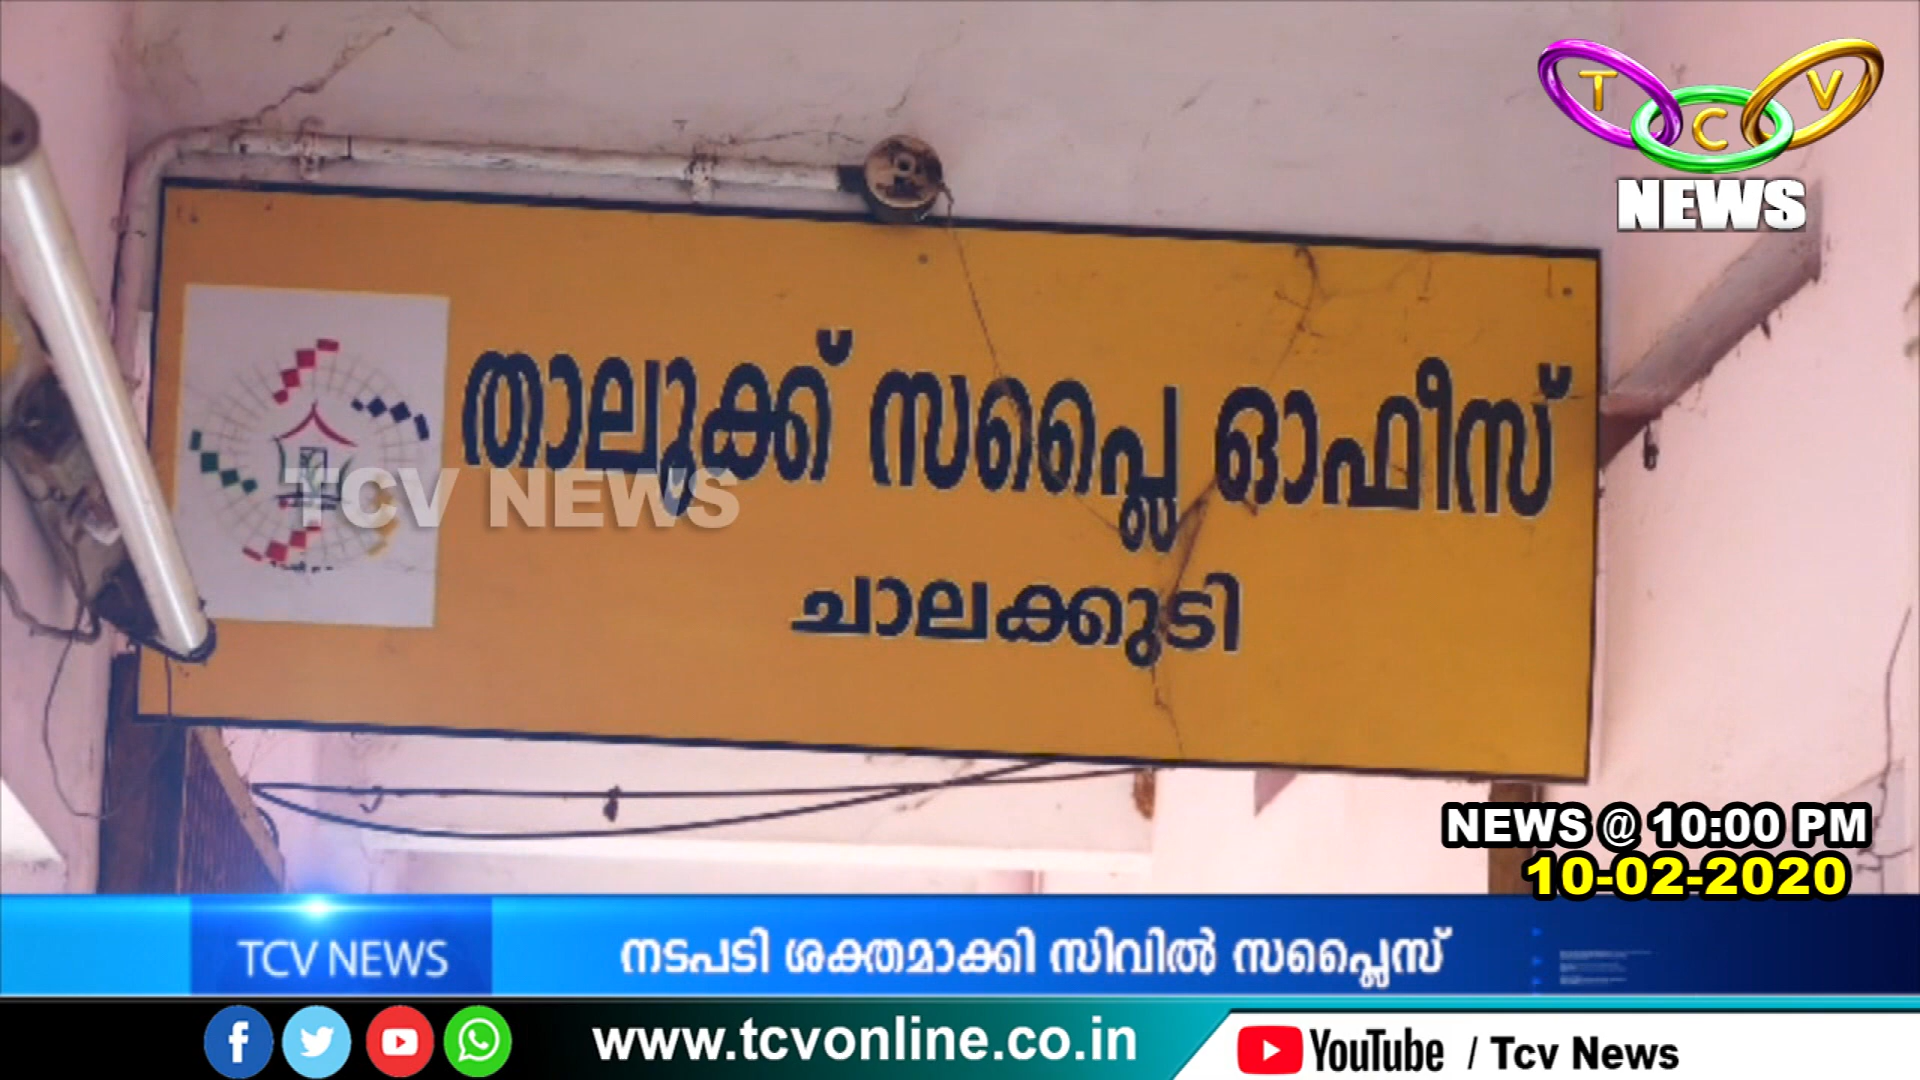 T C V
NEWS
താലൂക്ക് സപ്ലൈ ഓഫീസ്
TCV NEWS
ചാലക്കുടി
NEWS @ 10:00 PM
10-02-2020
TCV NEWS
നടപടി ശക്തമാക്കി സിവിൽ സപ്ലൈസ്
www.tcvonline.co.in
YouTube / Tcv News